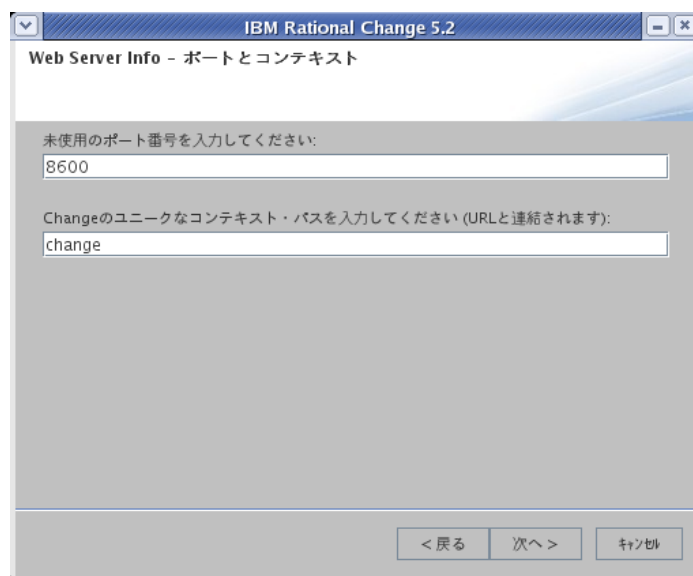 IBM Rational Change 5.2
Web Server Info - ポートとコンテキスト
未使用のポート番号を入力してください:
8600
Changeのユニークなコンテキスト・パスを入力してください (URLと連結されます):
change
< 戻る 次へ > ｷｬﾝｾﾙ